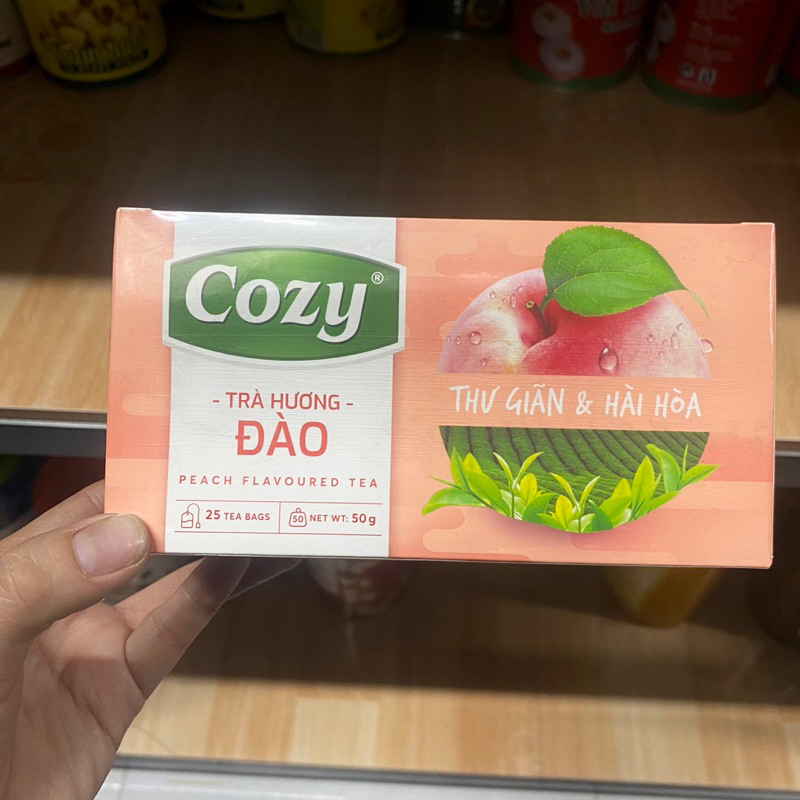 Cozy®
- TRÀ HƯƠNG -
ĐÀO
PEACH FLAVOURED TEA
25 TEA BAGS
50 NET WT: 50g
THƯ GIÃN & HÀI HÒA